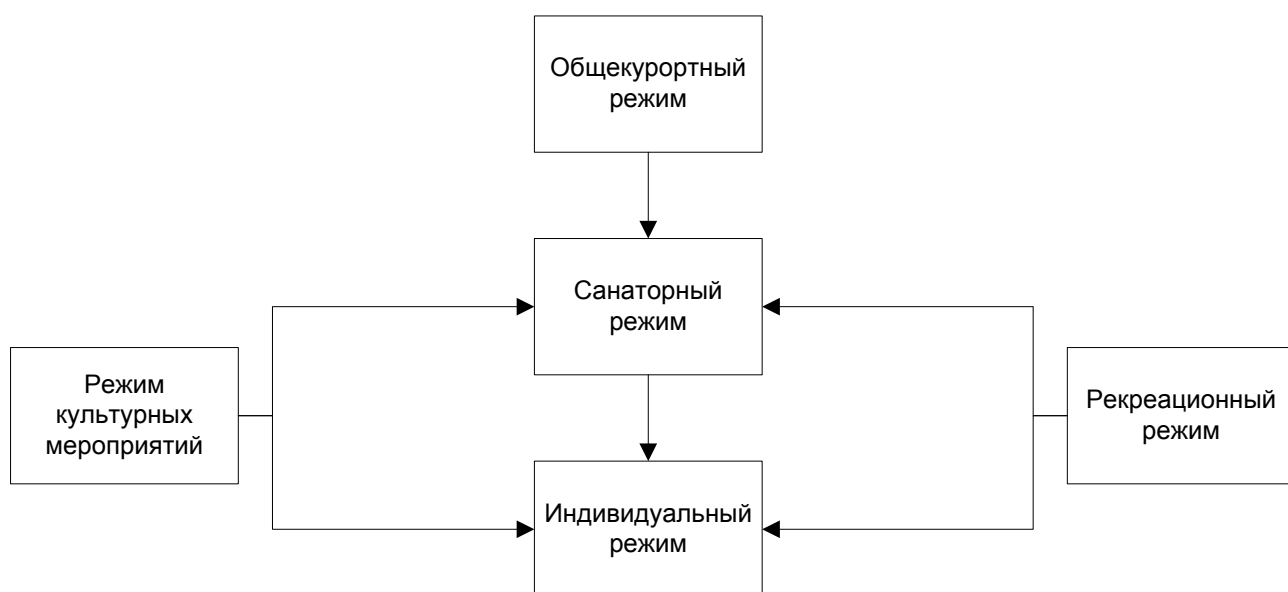 Общекурортный
режим
Санаторный
режим
Режим
культурных
мероприятий
Рекреационный
режим
Индивидуальный
режим